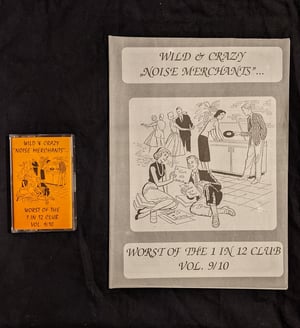 WILD & CRAZY
„NOISE MERCHANTS"...
WORST OF THE
1 IN 12 CLUB
VOL. 9/10
WILD & CRAZY
„NOISE MERCHANTS"...
WORST OF THE 1 IN 12 CLUB
VOL. 9/10